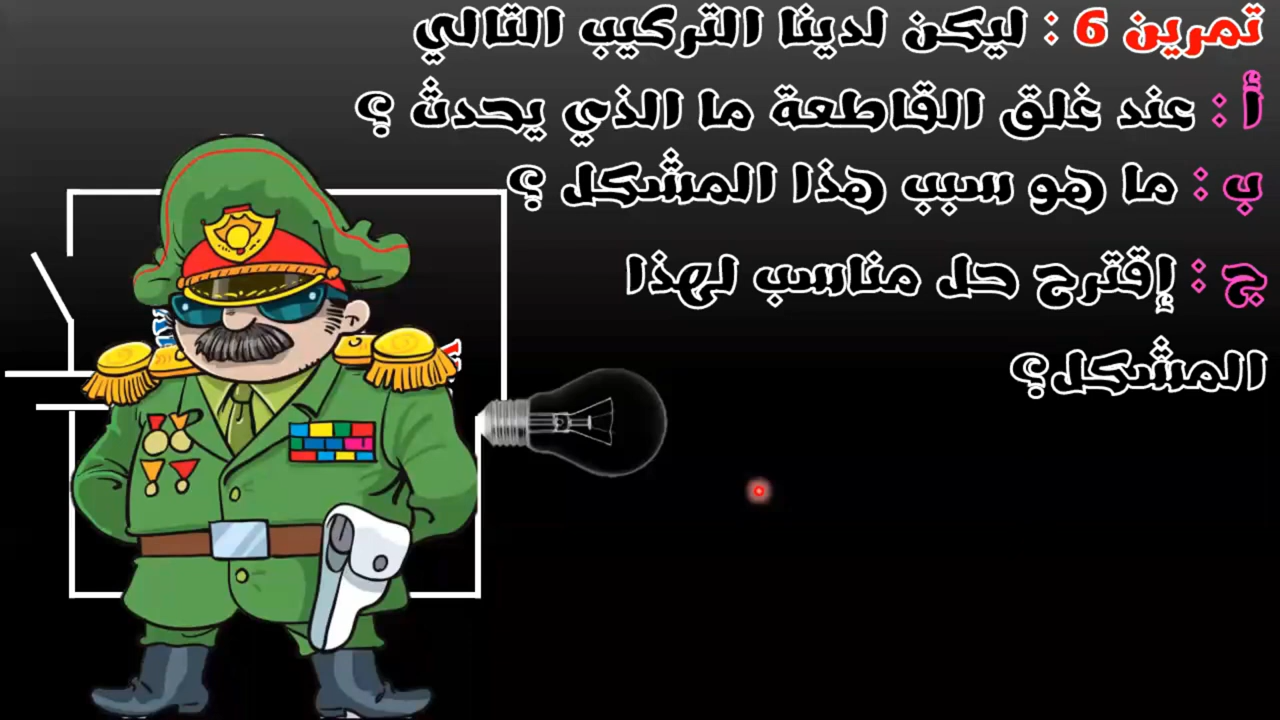 تمرين 6 : ليكن لدينا التركيب التالي
أ : عند غلق القاطعة ما الذي يحدث ؟
ب : ما هو سبب هذا المشكل ؟
ج : إقترح حل مناسب لهذا
المشكل؟